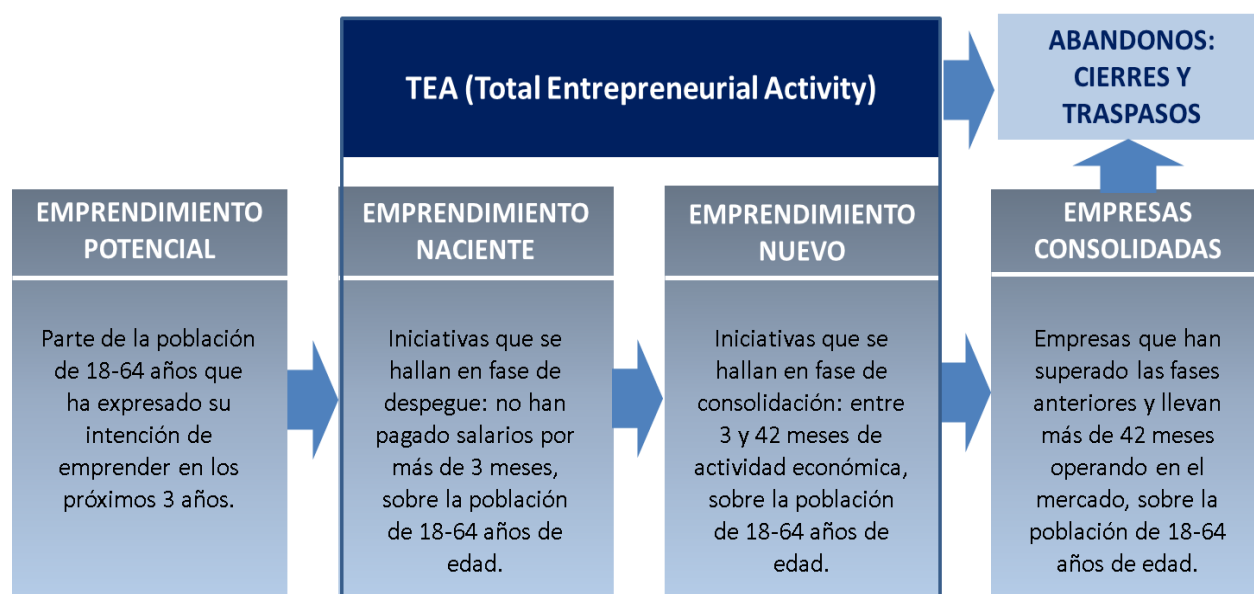 TEA (Total Entrepreneurial Activity)
ABANDONOS:
CIERRES Y
TRASPASOS
EMPRENDIMIENTO
POTENCIAL
Parte de la población
de 18-64 años que
ha expresado su
intención de
emprender en los
próximos 3 años.
EMPRENDIMIENTO
NACIENTE
Iniciativas que se
hallan en fase de
despegue: no han
pagado salarios por
más de 3 meses,
sobre la población
de 18-64 años de
edad.
EMPRENDIMIENTO
NUEVO
Iniciativas que se
hallan en fase de
consolidación: entre
3 y 42 meses de
actividad económica,
sobre la población
de 18-64 años de
edad.
EMPRESAS
CONSOLIDADAS
Empresas que han
superado las fases
anteriores y llevan
más de 42 meses
operando en el
mercado, sobre la
población de 18-64
años de edad.